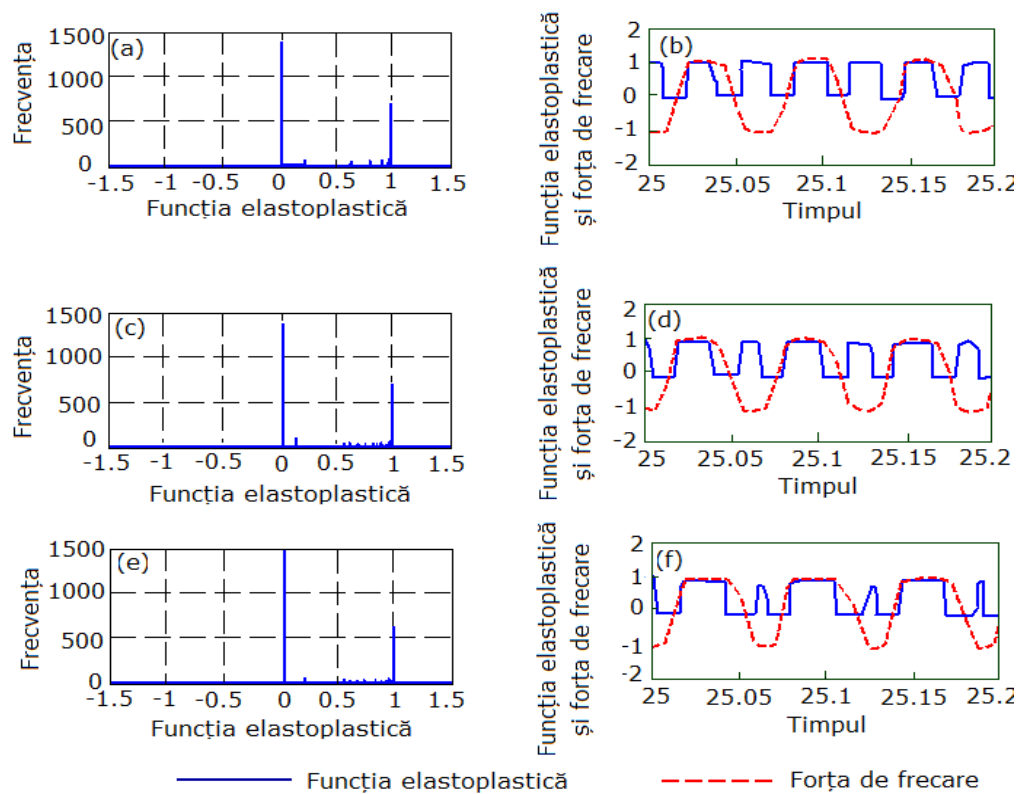 (a)
Frecvența
1500
1000
500
0
-1.5 -1 -0.5 0 0.5 1 1.5
Funcția elastoplastică
(b)
Funcția elastoplastică
și forța de frecare
2
1
0
-1
-2
25 25.05 25.1 25.15 25.2
Timpul
(c)
Frecvența
1500
1000
500
0
-1.5 -1 -0.5 0 0.5 1 1.5
Funcția elastoplastică
(d)
Funcția elastoplastică
și forța de frecare
2
1
0
-1
-2
25 25.05 25.1 25.15 25.2
Timpul
(e)
Frecvența
1500
1000
500
0
-1.5 -1 -0.5 0 0.5 1 1.5
Funcția elastoplastică
(f)
Funcția elastoplastică
și forța de frecare
2
1
0
-1
-2
25 25.05 25.1 25.15 25.2
Timpul
Funcția elastoplastică
Forța de frecare